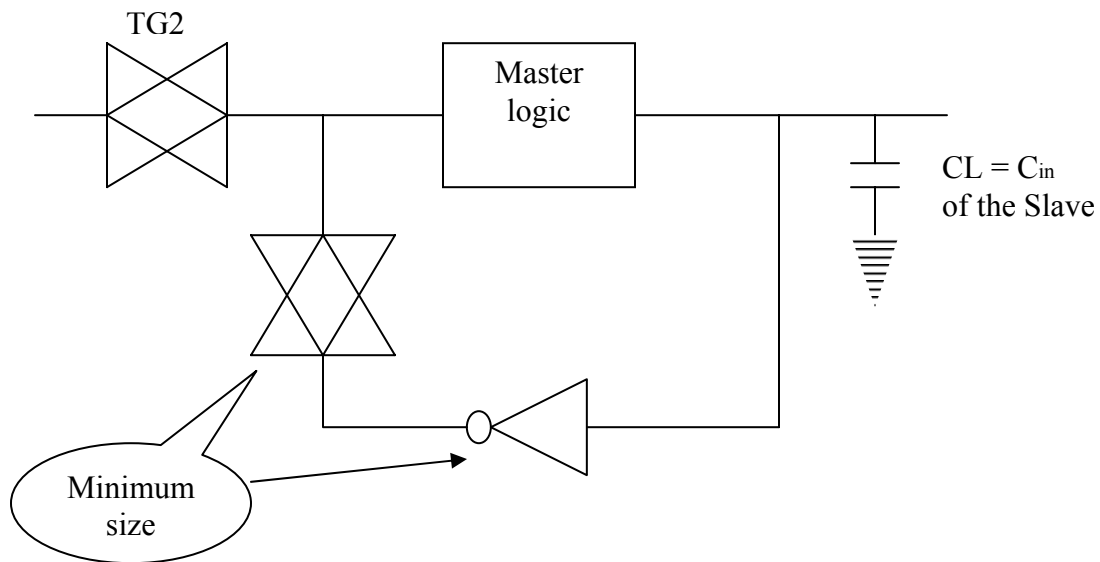 TG2
Master
logic
CL = Cin
of the Slave
Minimum
size